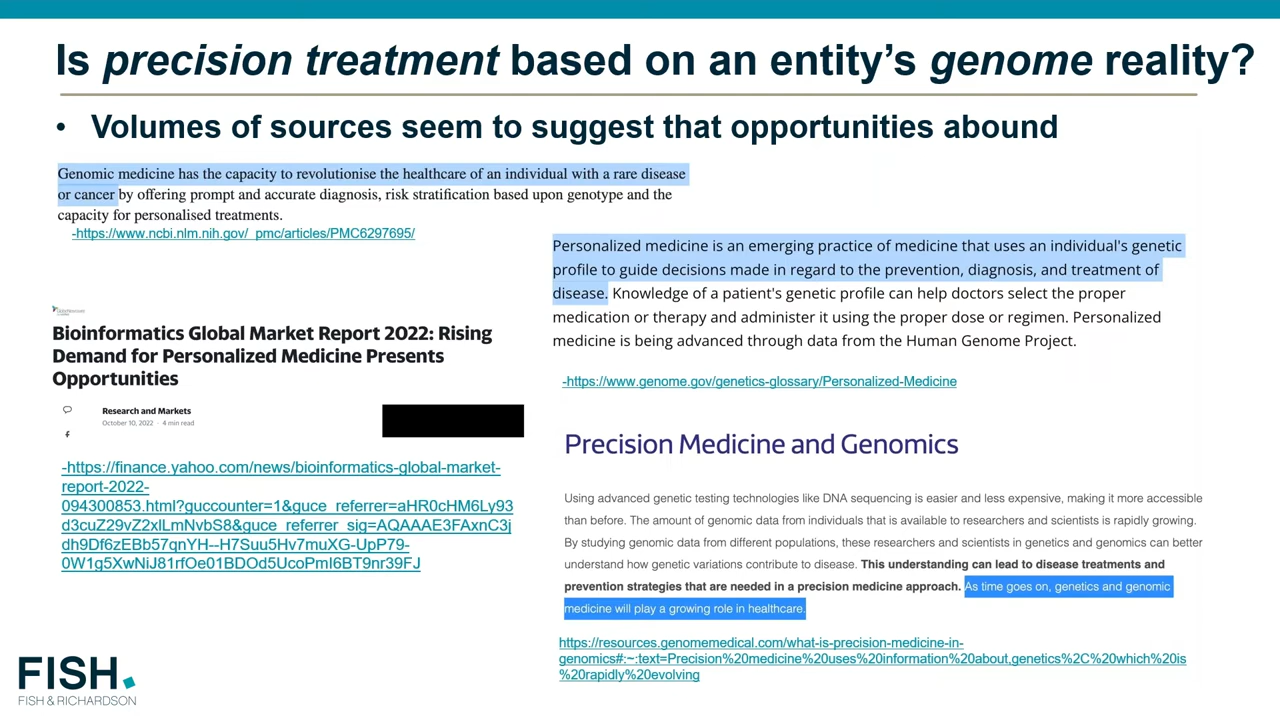 Is precision treatment based on an entity's genome reality?
• Volumes of sources seem to suggest that opportunities abound
Genomic medicine has the capacity to revolutionise the healthcare of an individual with a rare disease
or cancer by offering prompt and accurate diagnosis, risk stratification based upon genotype and the
capacity for personalised treatments.
-https://www.ncbi.nlm.nih.gov/ pmc/articles/PMC6297695/
Personalized medicine is an emerging practice of medicine that uses an individual's genetic
profile to guide decisions made in regard to the prevention, diagnosis, and treatment of
disease. Knowledge of a patient's genetic profile can help doctors select the proper
medication or therapy and administer it using the proper dose or regimen. Personalized
medicine is being advanced through data from the Human Genome Project.
-https://www.genome.gov/genetics-glossary/Personalized-Medicine
Bioinformatics Global Market Report 2022: Rising
Demand for Personalized Medicine Presents
Opportunities
Research and Markets
October 10, 2022 · 4 min read
-https://finance.yahoo.com/news/bioinformatics-global-market-
report-2022-
094300853.html?guccounter=1&guce_referrer=aHR0cHM6Ly93
d3cuZ29vZ2xlLmNvbS8&guce_referrer_sig=AQAAAE3FAxnC3j
dh9Df6zEBb57qnYH--H7Suu5Hv7muXG-UpP79-
0W1g5XwNiJ81rfOe01BDOd5UcoPmI6BT9nr39FJ
Precision Medicine and Genomics
Using advanced genetic testing technologies like DNA sequencing is easier and less expensive, making it more accessible
than before. The amount of genomic data from individuals that is available to researchers and scientists is rapidly growing.
By studying genomic data from different populations, these researchers and scientists in genetics and genomics can better
understand how genetic variations contribute to disease. This understanding can lead to disease treatments and
prevention strategies that are needed in a precision medicine approach. As time goes on, genetics and genomic
medicine will play a growing role in healthcare.
https://resources.genomemedical.com/what-is-precision-medicine-in-
genomics#:~:text=Precision%20medicine%20uses%20information%20about,genetics%2C%20which%20is
%20rapidly%20evolving
FISH.
FISH & RICHARDSON